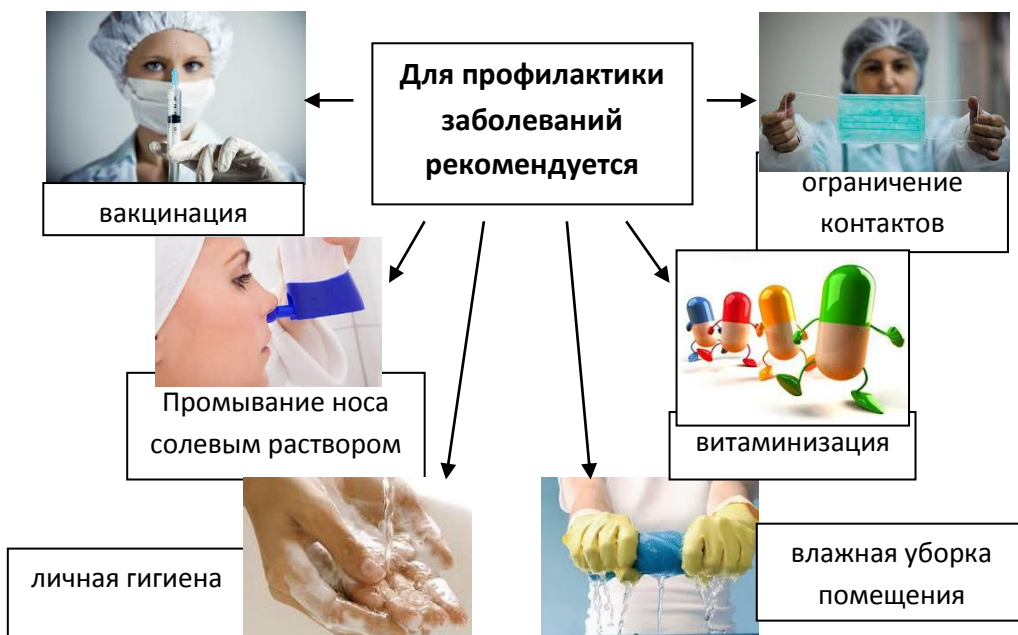 Для профилактики
заболеваний
рекомендуется
вакцинация
ограничение
контактов
Промывание носа
солевым раствором
витаминизация
личная гигиена
влажная уборка
помещения